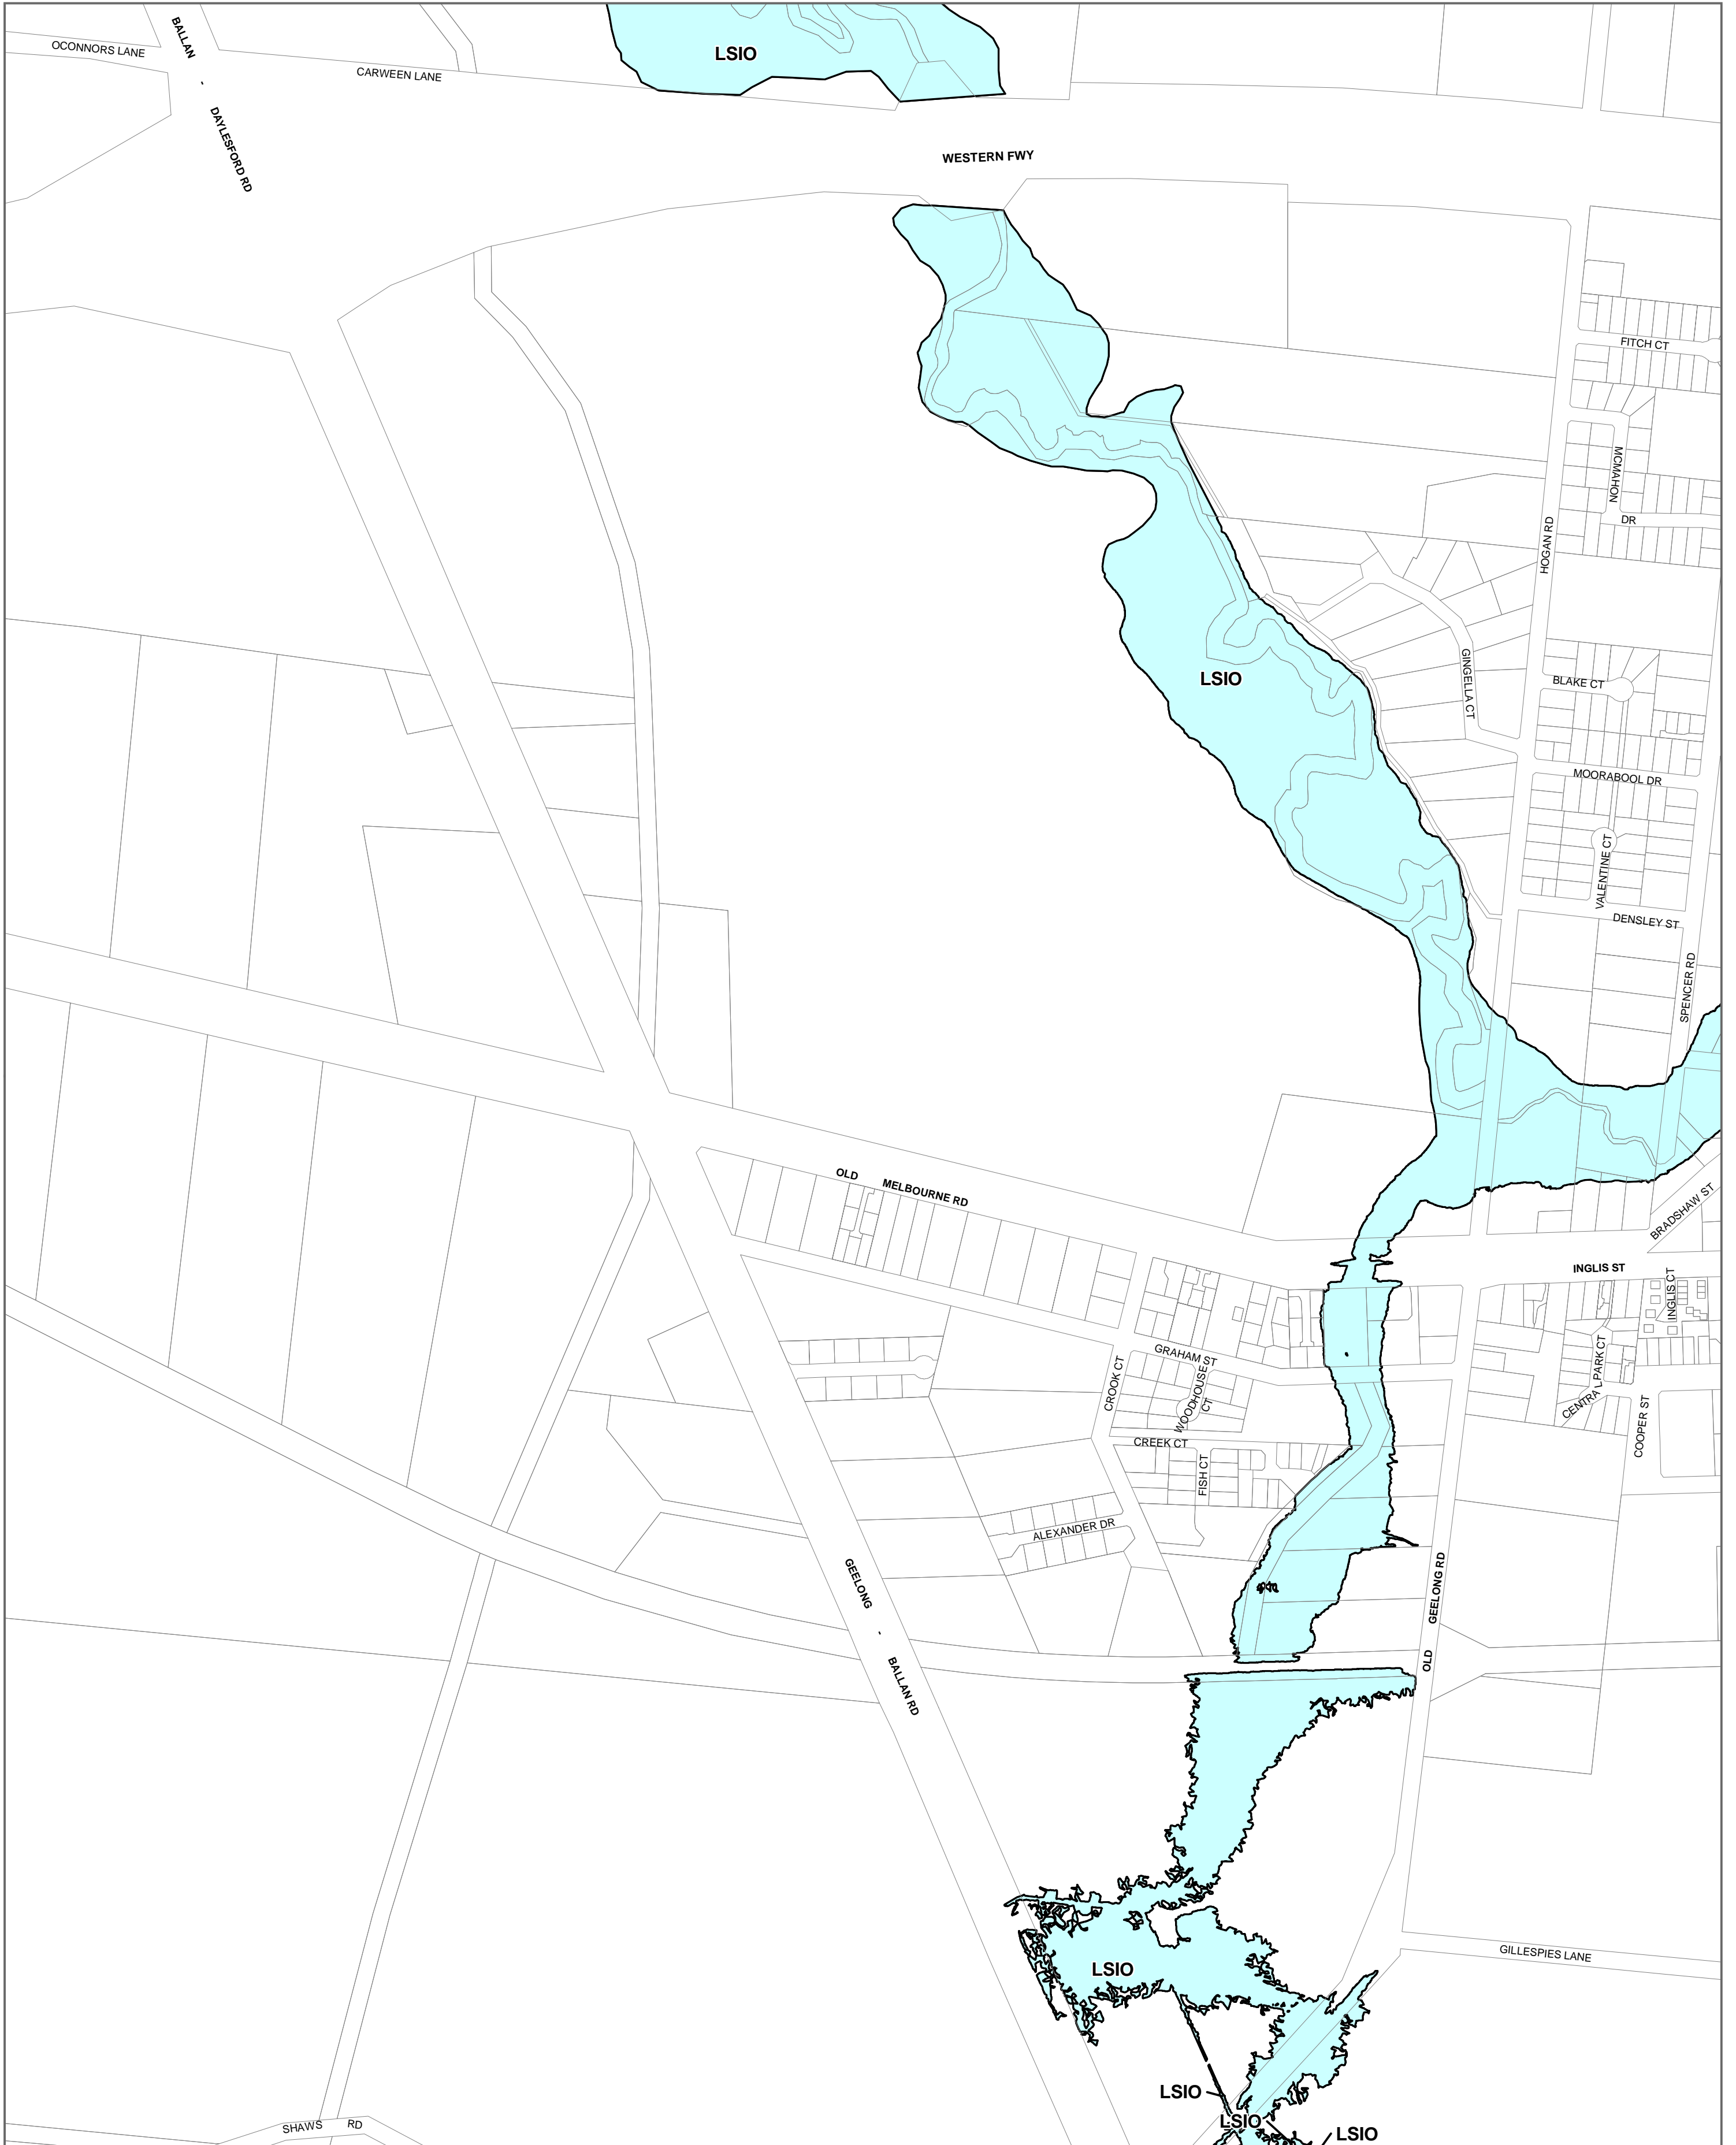 BALLAN - DAYLESFORD RD
OCONNORS LANE
CARWEEN LANE
LSIO
WESTERN FWY
FITCH CT
MCMAHON DR
HOGAN RD
GINGELLA CT
LSIO
BLAKE CT
MOORABOOL DR
VALENTINE CT
DENSLEY ST
SPENCER RD
OLD MELBOURNE RD
BRADSHAW ST
INGLIS ST
INGLIS CT
GRAHAM ST
CROOK CT
WOODHOUSE CT
CENTRAL PARK CT
COOPER ST
CREEK CT
FISH CT
ALEXANDER DR
GEELONG - BALLAN RD
OLD GEELONG RD
GILLESPIES LANE
LSIO
LSIO
LSIO
LSIO
SHAWS RD